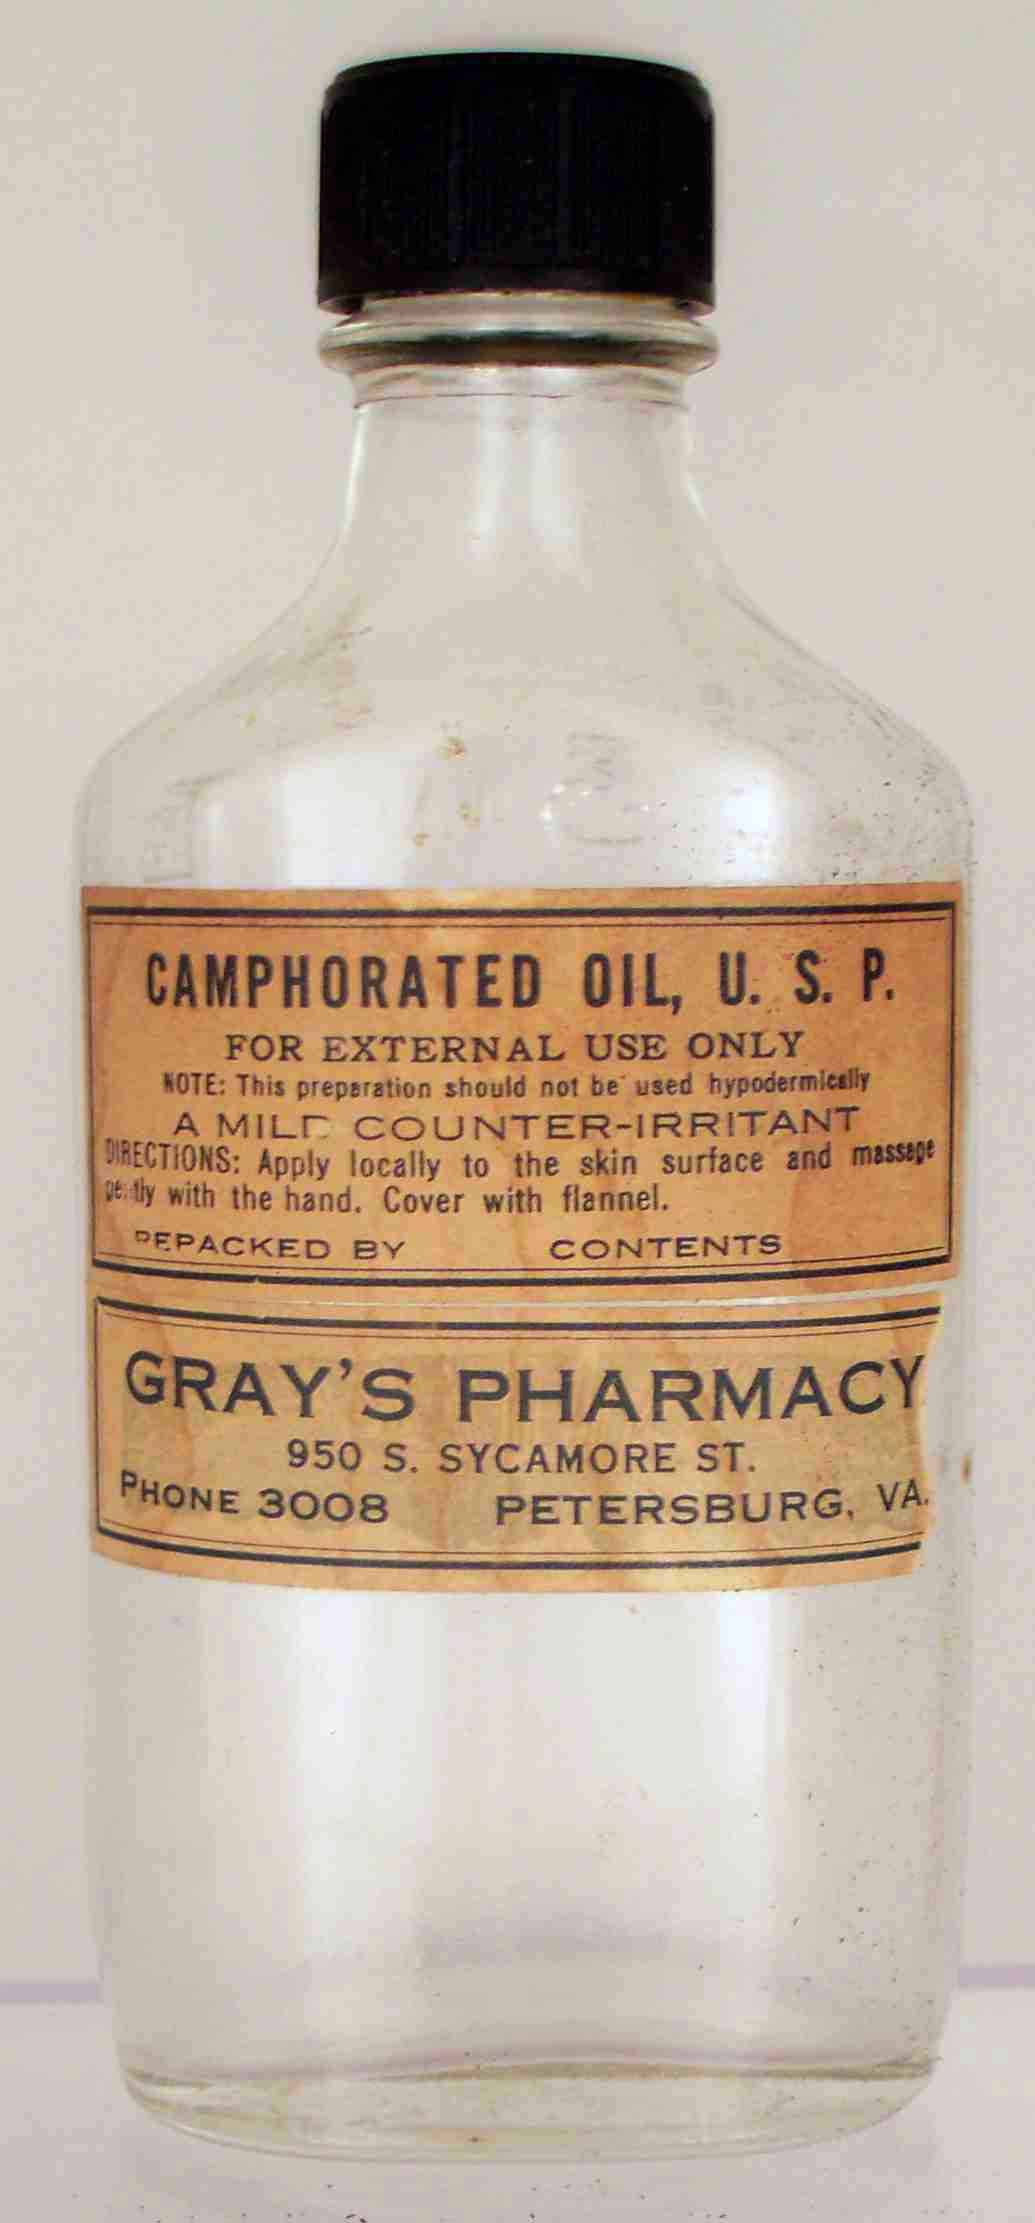 CAMPHORATED OIL, U. S. P.
FOR EXTERNAL USE ONLY
NOTE: This preparation should not be used hypodermically
A MILD COUNTER-IRRITANT
DIRECTIONS: Apply locally to the skin surface and massage
gently with the hand. Cover with flannel.
REPACKED BY CONTENTS
GRAY'S PHARMACY
950 S. SYCAMORE ST.
PHONE 3008 PETERSBURG, VA.